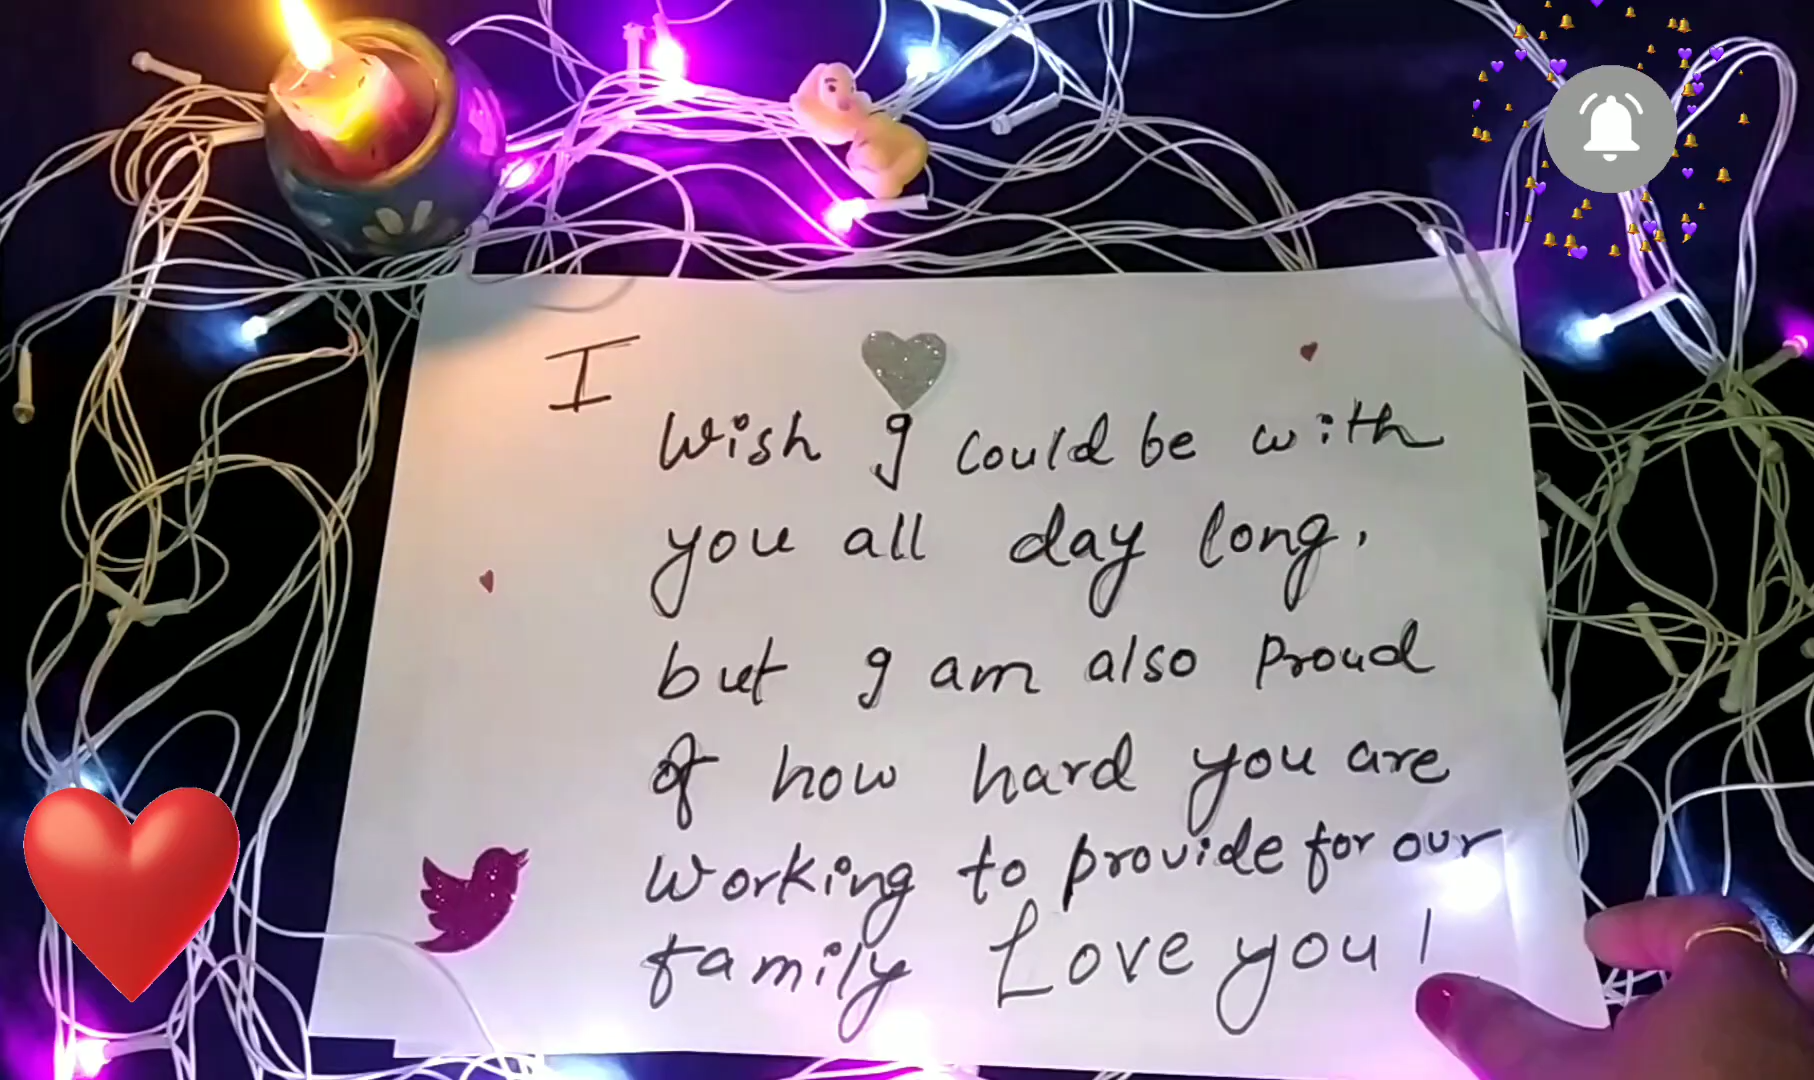 I
Wish I could be with
you all day long.
but I am also Proud
of how hard you are
Working to provide for our
family Love you!